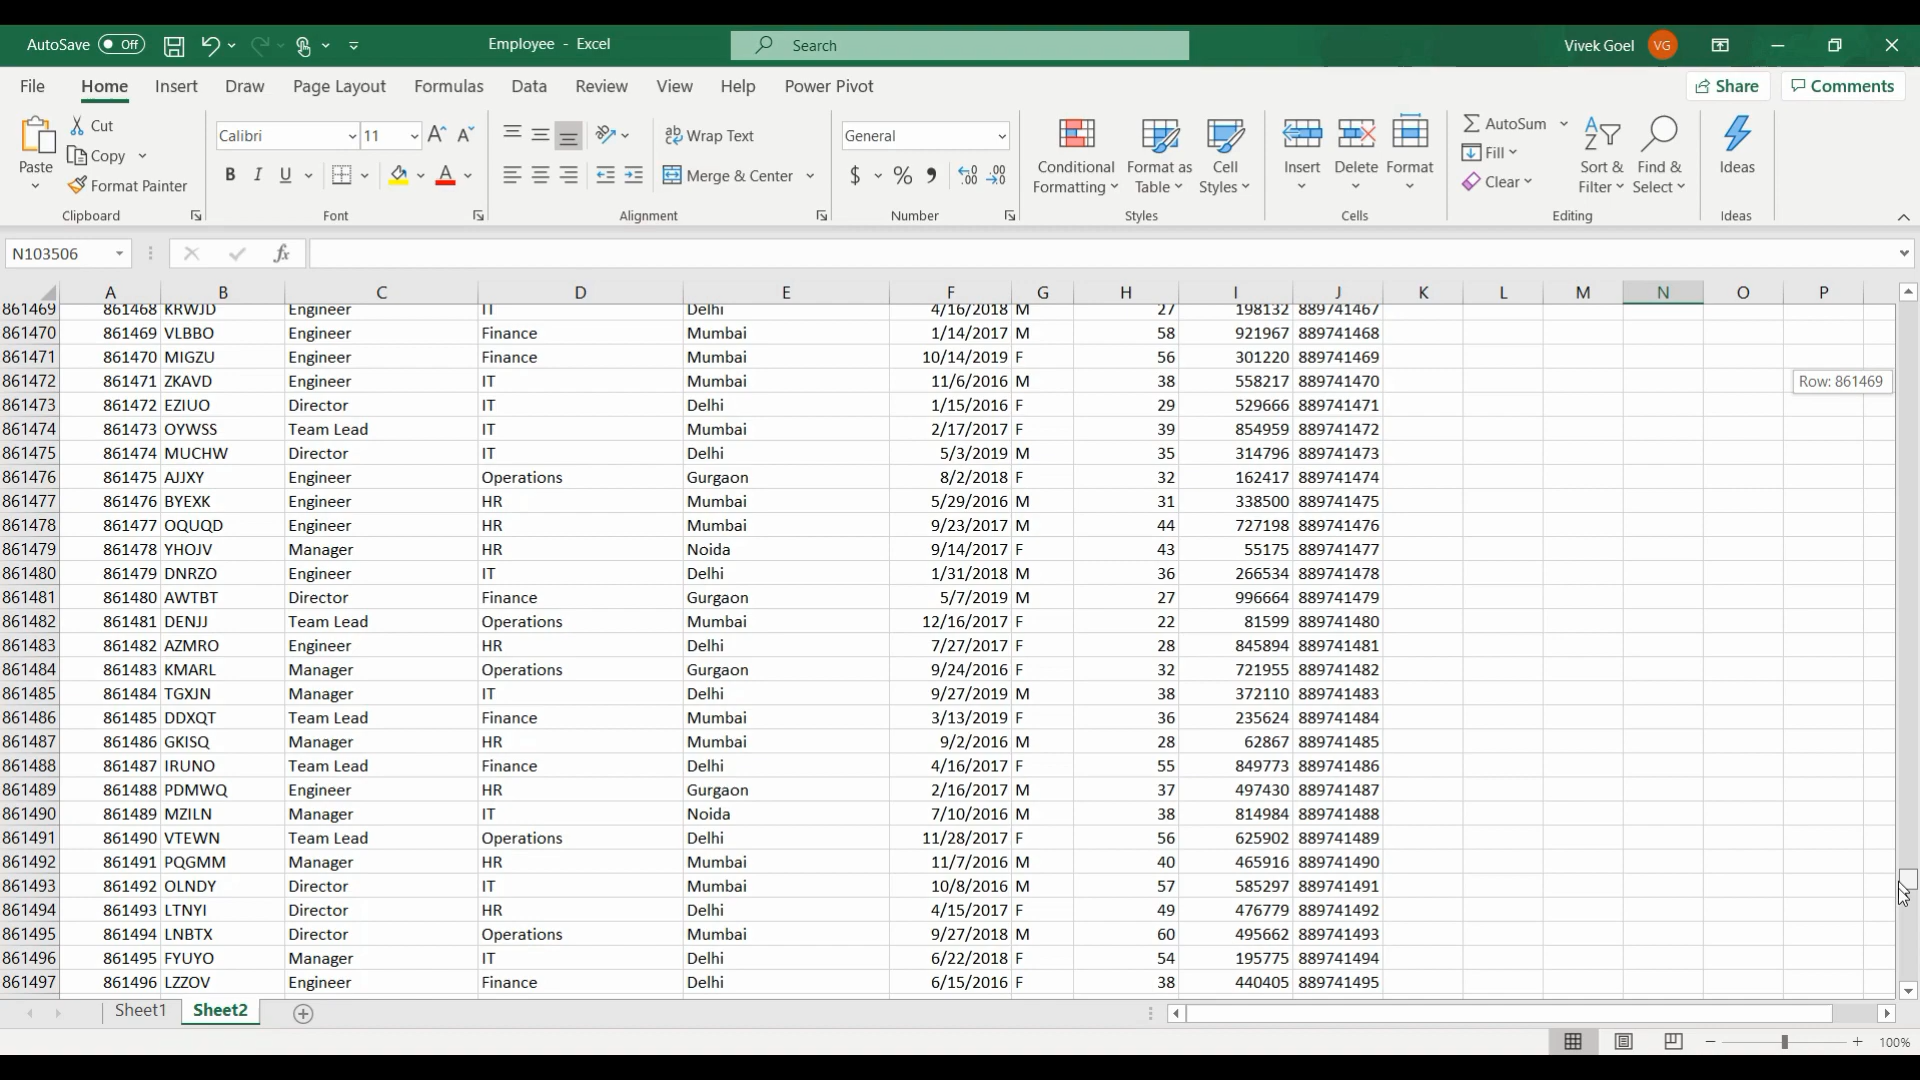 AutoSave Off Employee - Excel Search Vivek Goel VG
File Home Insert Draw Page Layout Formulas Data Review View Help Power Pivot Share Comments
Paste Cut Copy Format Painter Clipboard
Calibri 11 B I U A Font
Wrap Text Merge & Center Alignment
General $ % Number
Conditional Formatting Format as Table Cell Styles Styles
Insert Delete Format Cells
AutoSum Fill Clear Sort & Filter Find & Select Editing
Ideas Ideas
N103506 fx
A B C D E F G H I J K L M N O P
861469 861468 KRWJD Engineer IT Delhi 4/16/2018 M 27 198132 889741467
861470 861469 VLBBO Engineer Finance Mumbai 1/14/2017 M 58 921967 889741468
861471 861470 MIGZU Engineer Finance Mumbai 10/14/2019 F 56 301220 889741469
861472 861471 ZKAVD Engineer IT Mumbai 11/6/2016 M 38 558217 889741470 Row: 861469
861473 861472 EZIUO Director IT Delhi 1/15/2016 F 29 529666 889741471
861474 861473 OYWSS Team Lead IT Mumbai 2/17/2017 F 39 854959 889741472
861475 861474 MUCHW Director IT Delhi 5/3/2019 M 35 314796 889741473
861476 861475 AJJXY Engineer Operations Gurgaon 8/2/2018 F 32 162417 889741474
861477 861476 BYEXK Engineer HR Mumbai 5/29/2016 M 31 338500 889741475
861478 861477 OQUQD Engineer HR Mumbai 9/23/2017 M 44 727198 889741476
861479 861478 YHOJV Manager HR Noida 9/14/2017 F 43 55175 889741477
861480 861479 DNRZO Engineer IT Delhi 1/31/2018 M 36 266534 889741478
861481 861480 AWTBT Director Finance Gurgaon 5/7/2019 M 27 996664 889741479
861482 861481 DENJJ Team Lead Operations Mumbai 12/16/2017 F 22 81599 889741480
861483 861482 AZMRO Engineer HR Delhi 7/27/2017 F 28 845894 889741481
861484 861483 KMARL Manager Operations Gurgaon 9/24/2016 F 32 721955 889741482
861485 861484 TGXJN Manager IT Delhi 9/27/2019 M 38 372110 889741483
861486 861485 DDXQT Team Lead Finance Mumbai 3/13/2019 F 36 235624 889741484
861487 861486 GKISQ Manager HR Mumbai 9/2/2016 M 28 62867 889741485
861488 861487 IRUNO Team Lead Finance Delhi 4/16/2017 F 55 849773 889741486
861489 861488 PDMWQ Engineer HR Gurgaon 2/16/2017 M 37 497430 889741487
861490 861489 MZILN Manager IT Noida 7/10/2016 M 38 814984 889741488
861491 861490 VTEWN Team Lead Operations Delhi 11/28/2017 F 56 625902 889741489
861492 861491 PQGMM Manager HR Mumbai 11/7/2016 M 40 465916 889741490
861493 861492 OLNDY Director IT Mumbai 10/8/2016 M 57 585297 889741491
861494 861493 LTNYI Director HR Delhi 4/15/2017 F 49 476779 889741492
861495 861494 LNBTX Director Operations Mumbai 9/27/2018 M 60 495662 889741493
861496 861495 FYUYO Manager IT Delhi 6/22/2018 F 54 195775 889741494
861497 861496 LZZOV Engineer Finance Delhi 6/15/2016 F 38 440405 889741495
Sheet1 Sheet2
100%